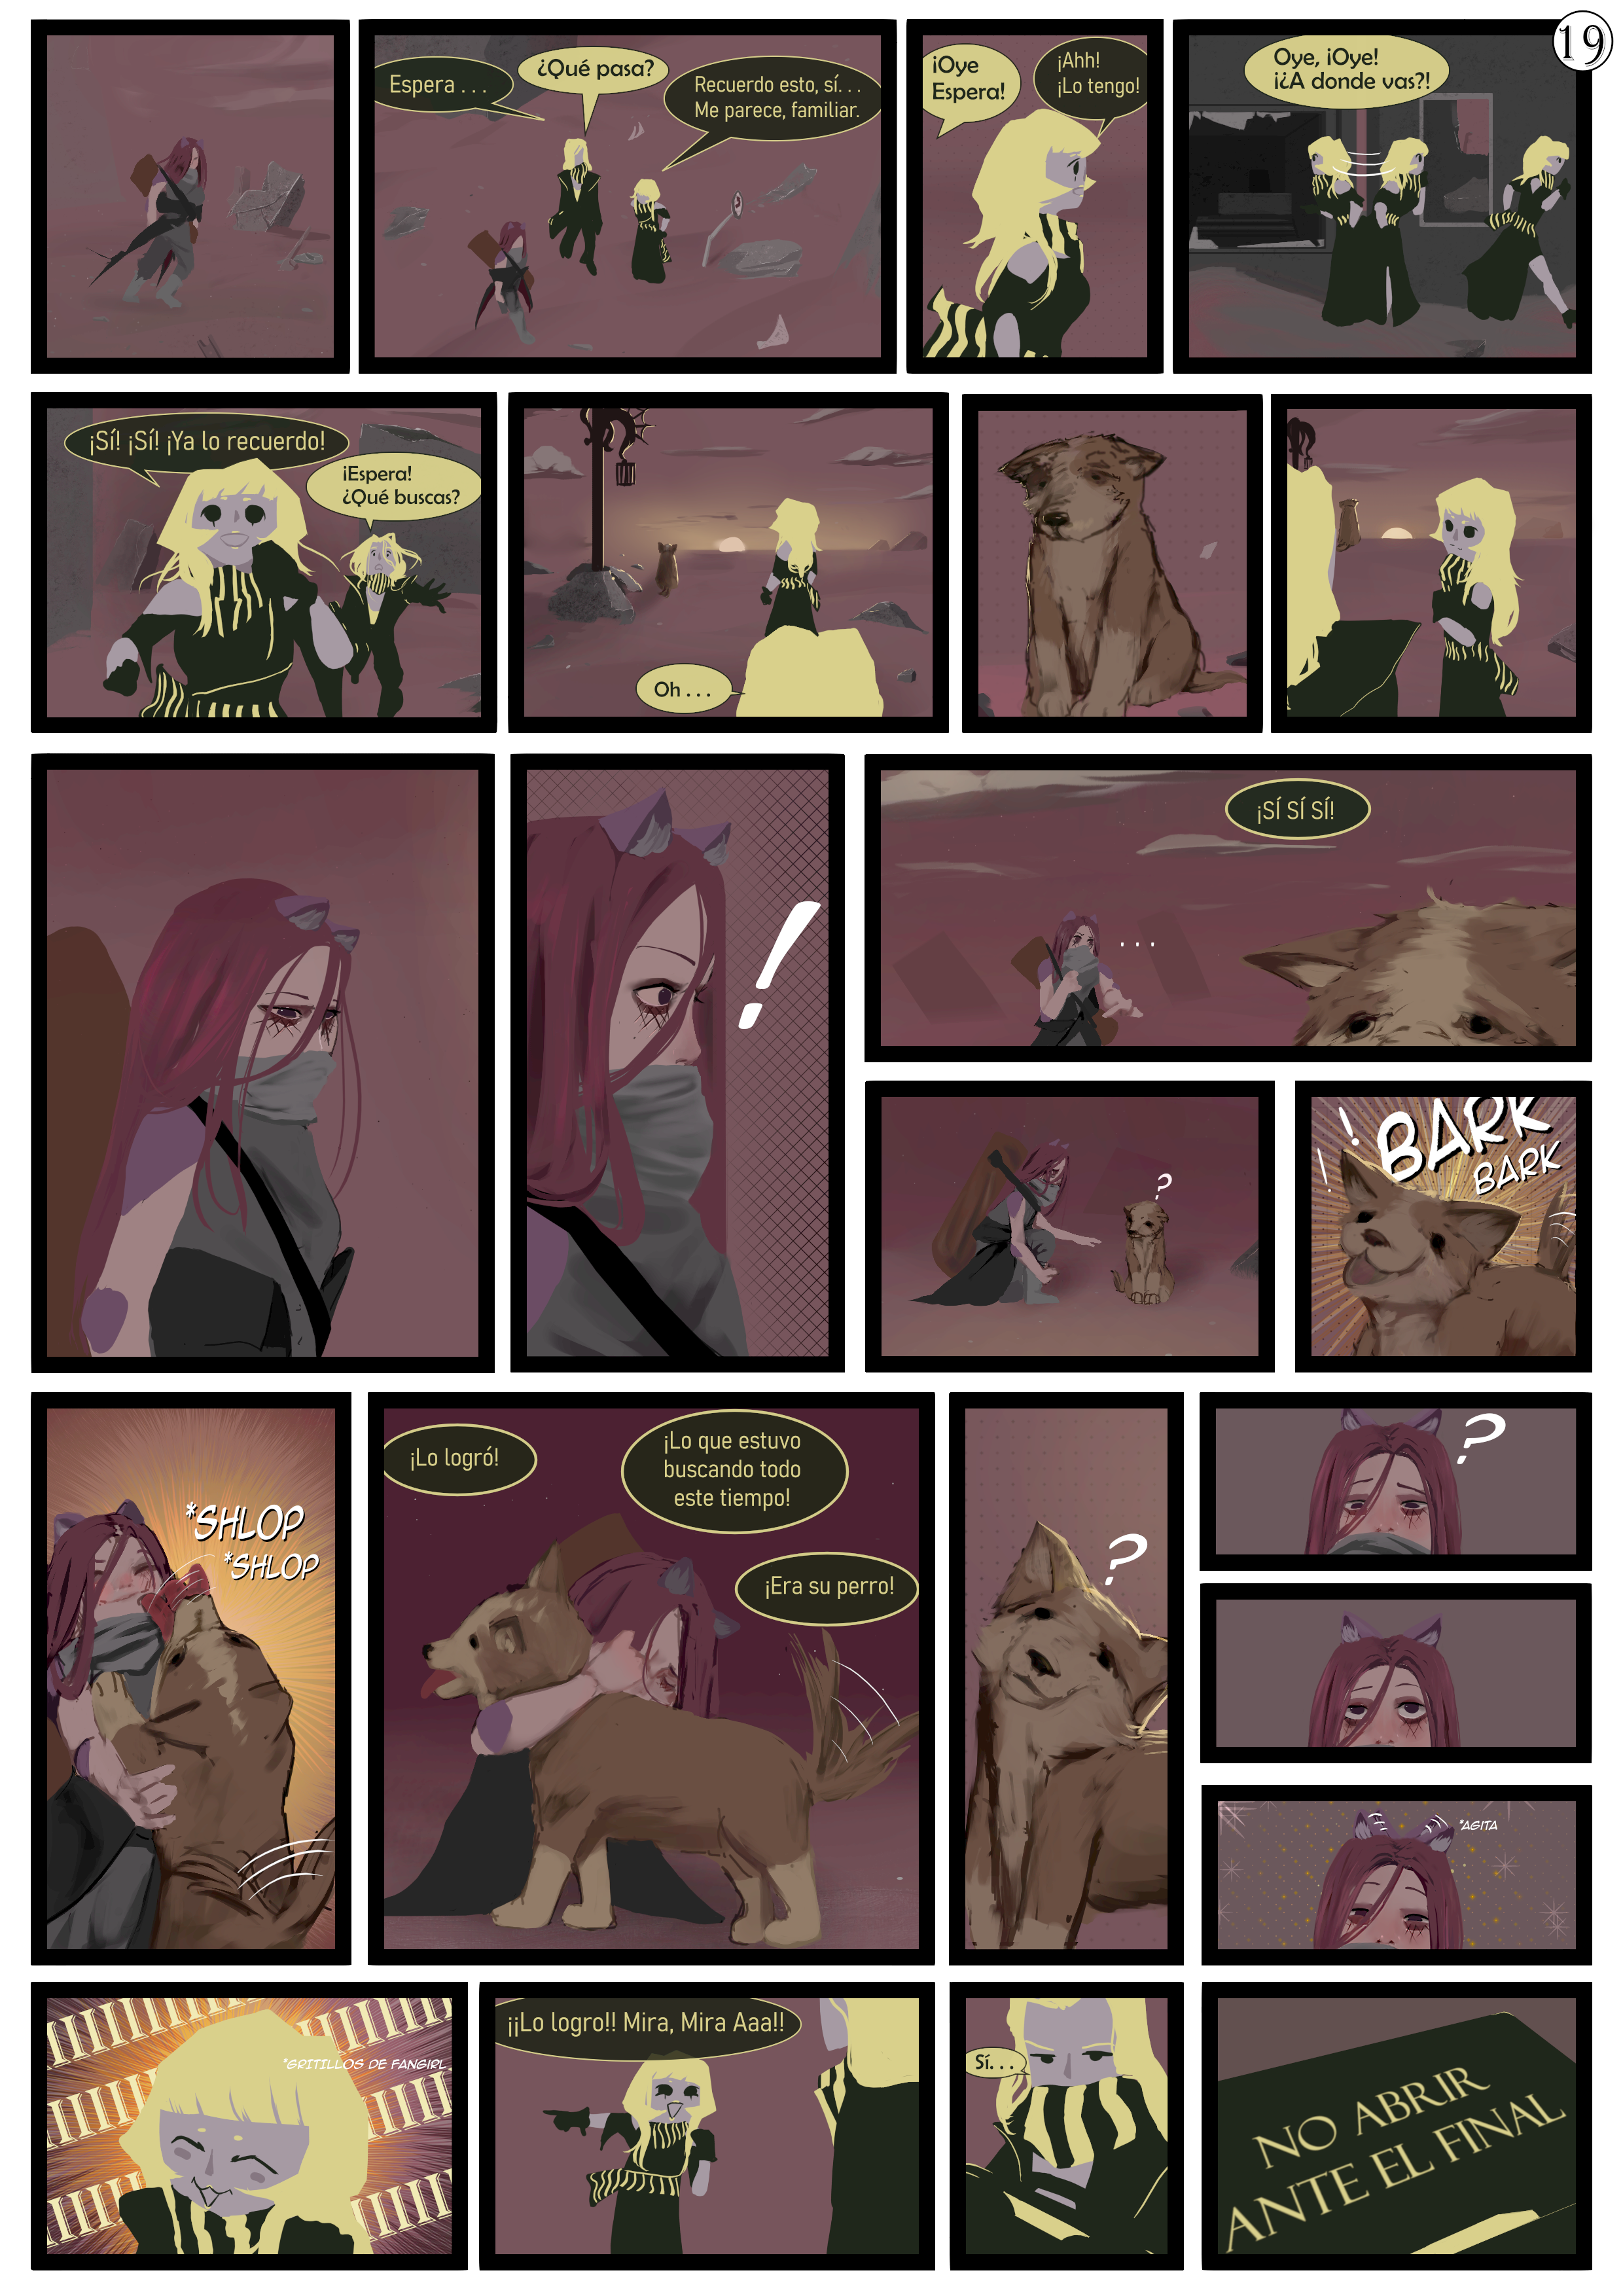 19
Espera . . .
¿Qué pasa?
Recuerdo esto, sí. . .
Me parece, familiar.
¡Oye
Espera!
¡Ahh!
¡Lo tengo!
Oye, ¡Oye!
¡¿A donde vas?!
¡Sí! ¡Sí! ¡Ya lo recuerdo!
¡Espera!
¿Qué buscas?
Oh . . .
!
¡SÍ SÍ SÍ!
. . .
?
! BARK
! BARK
*SHLOP
*SHLOP
¡Lo logró!
¡Lo que estuvo
buscando todo
este tiempo!
¡Era su perro!
?
?
*AGITA
*GRITILLOS DE FANGIRL
¡¡Lo logro!! Mira, Mira Aaa!!
Sí. . .
NO ABRIR
ANTE EL FINAL